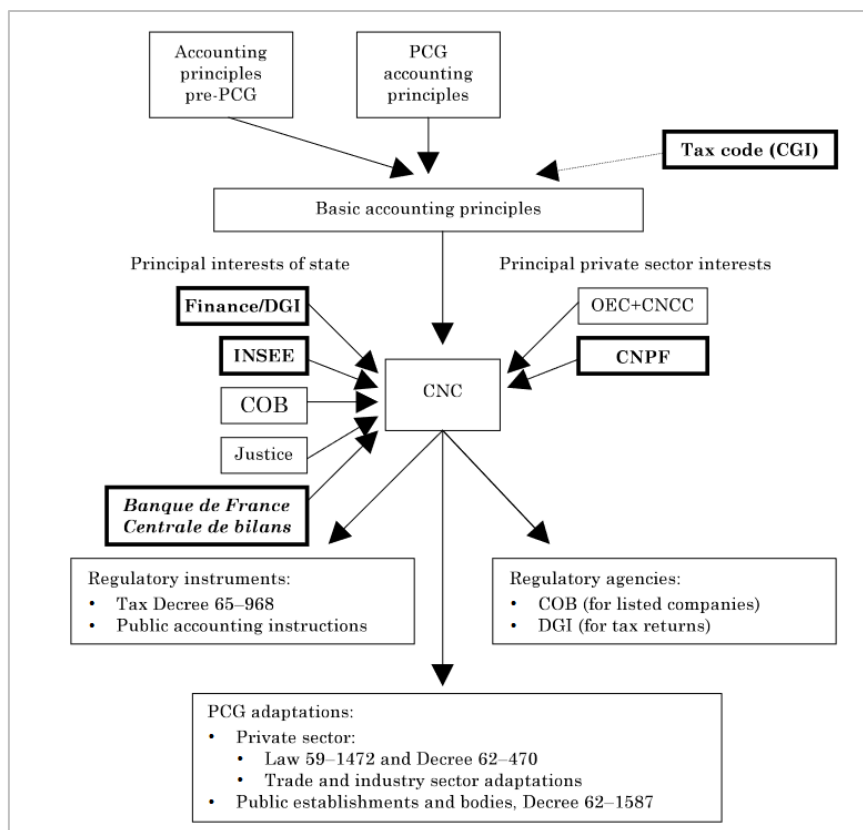 Accounting
principles
pre-PCG
PCG
accounting
principles
Tax code (CGI)
Basic accounting principles
Principal interests of state
Principal private sector interests
Finance/DGI
OEC+CNCC
INSEE
CNPF
CNC
COB
Justice
Banque de France
Centrale de bilans
Regulatory instruments:
• Tax Decree 65–968
• Public accounting instructions
Regulatory agencies:
• COB (for listed companies)
• DGI (for tax returns)
PCG adaptations:
• Private sector:
• Law 59–1472 and Decree 62–470
• Trade and industry sector adaptations
• Public establishments and bodies, Decree 62–1587